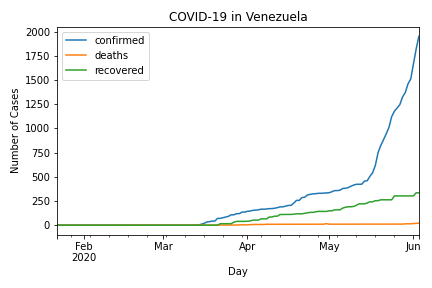 COVID-19 in Venezuela
confirmed
deaths
recovered
Number of Cases
2000
1750
1500
1250
1000
750
500
250
0
Feb
2020
Mar
Apr
May
Jun
Day